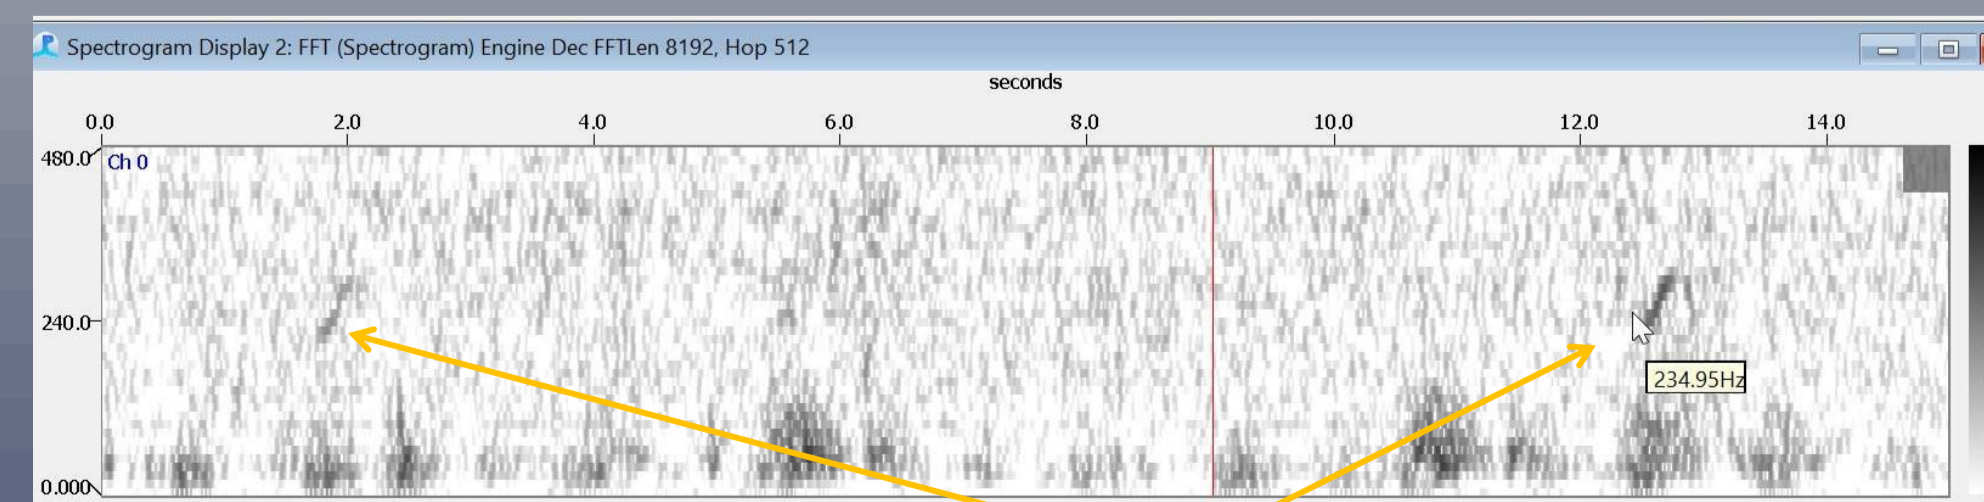 Spectrogram Display 2: FFT (Spectrogram) Engine Dec FFTLen 8192, Hop 512
seconds
0.0 2.0 4.0 6.0 8.0 10.0 12.0 14.0
480.0
Ch 0
240.0
234.95Hz
0.000